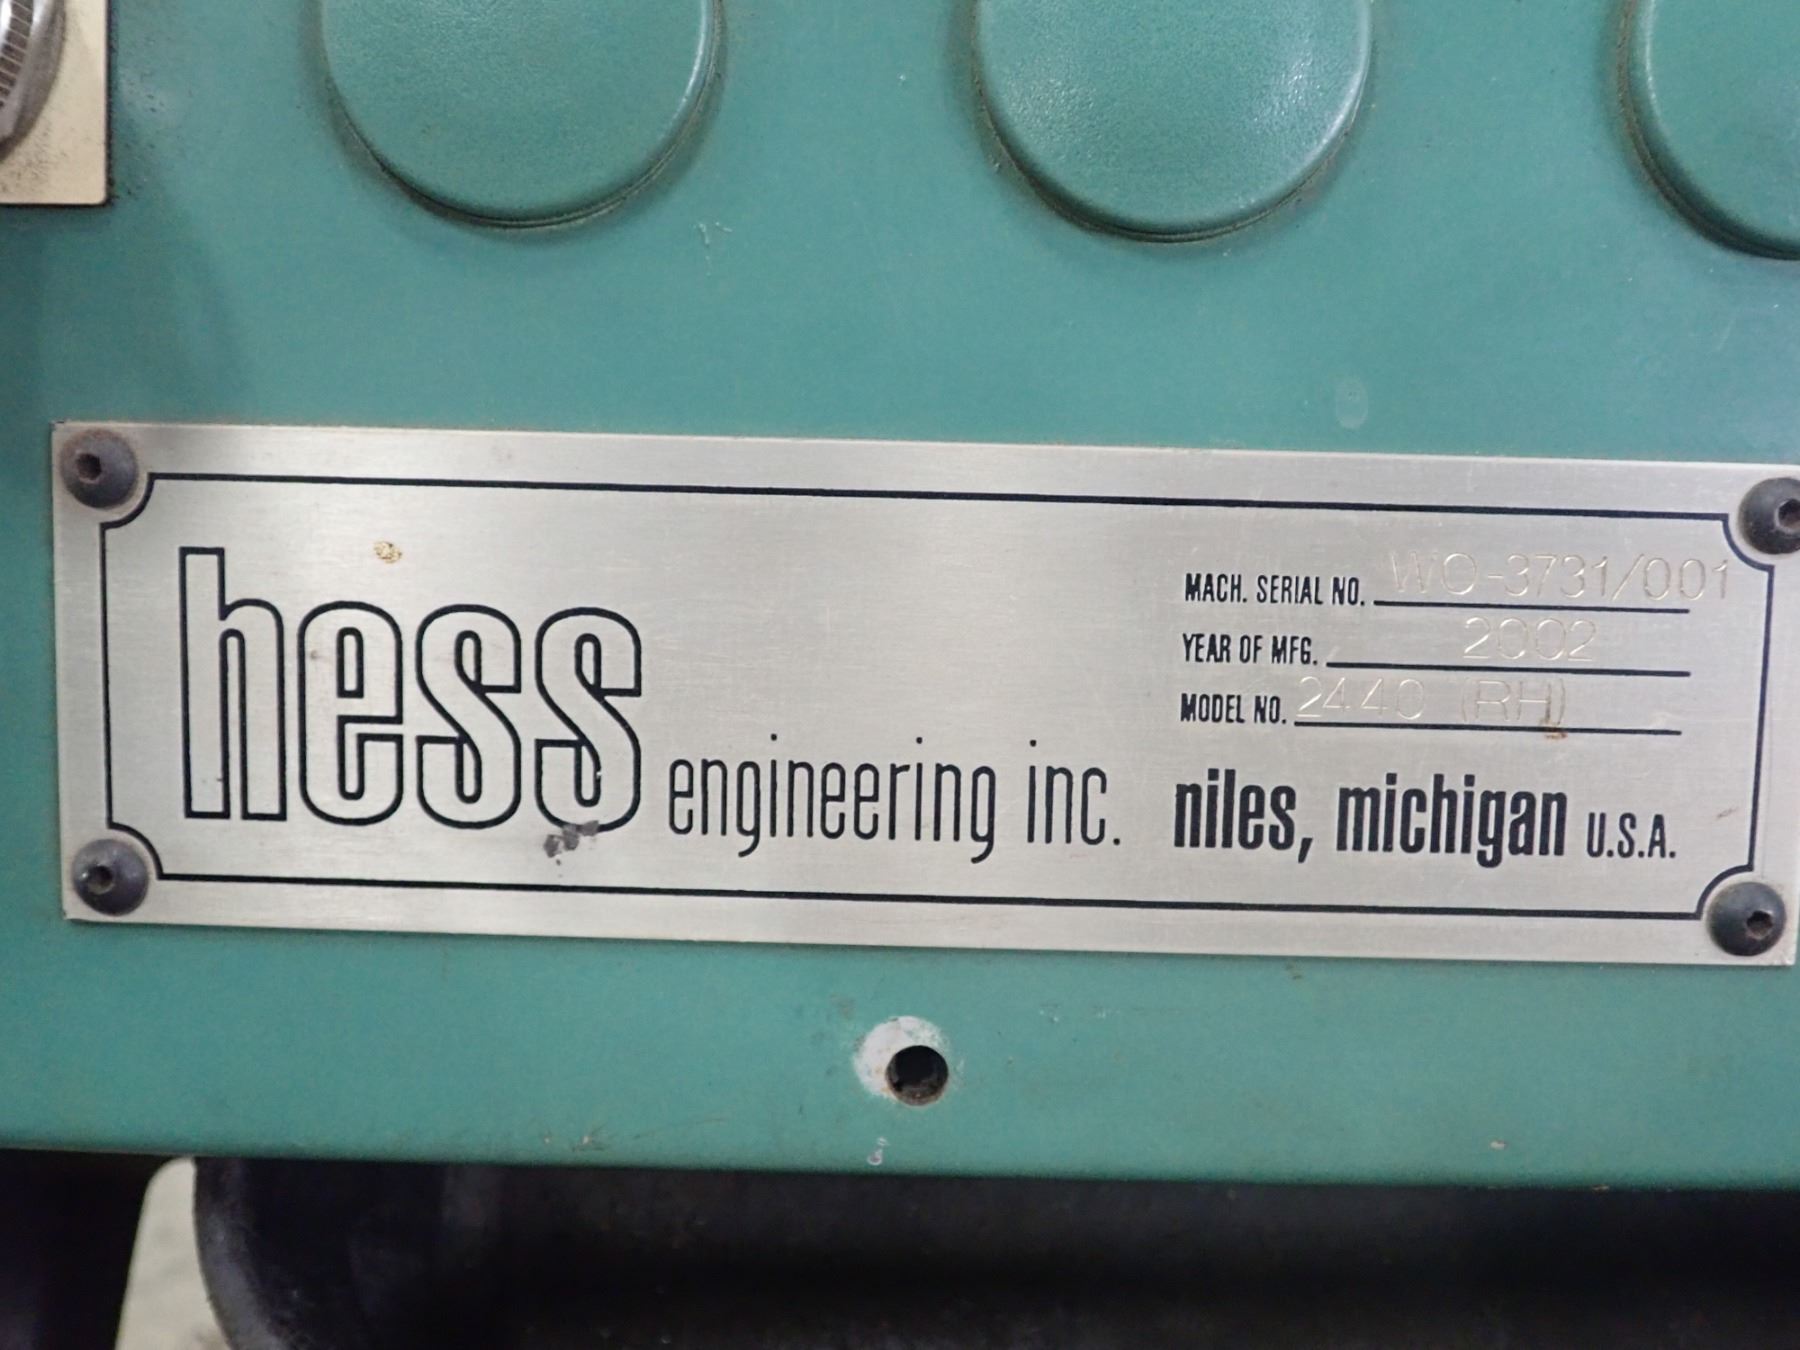 MACH. SERIAL NO. WO-3731/001
YEAR OF MFG. 2002
MODEL NO. 2440 (RH)
hess engineering inc. niles, michigan U.S.A.